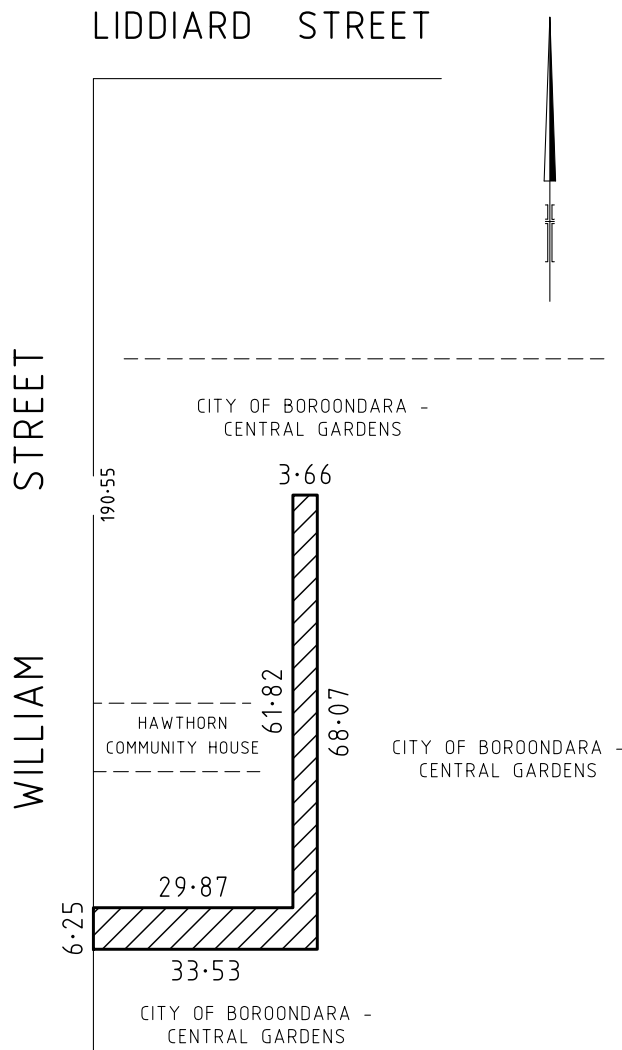 LIDDIARD STREET
CITY OF BOROONDARA -
CENTRAL GARDENS
WILLIAM STREET
190·55
3·66
61·82
68·07
HAWTHORN
COMMUNITY HOUSE
CITY OF BOROONDARA -
CENTRAL GARDENS
29·87
6·25
33·53
CITY OF BOROONDARA -
CENTRAL GARDENS